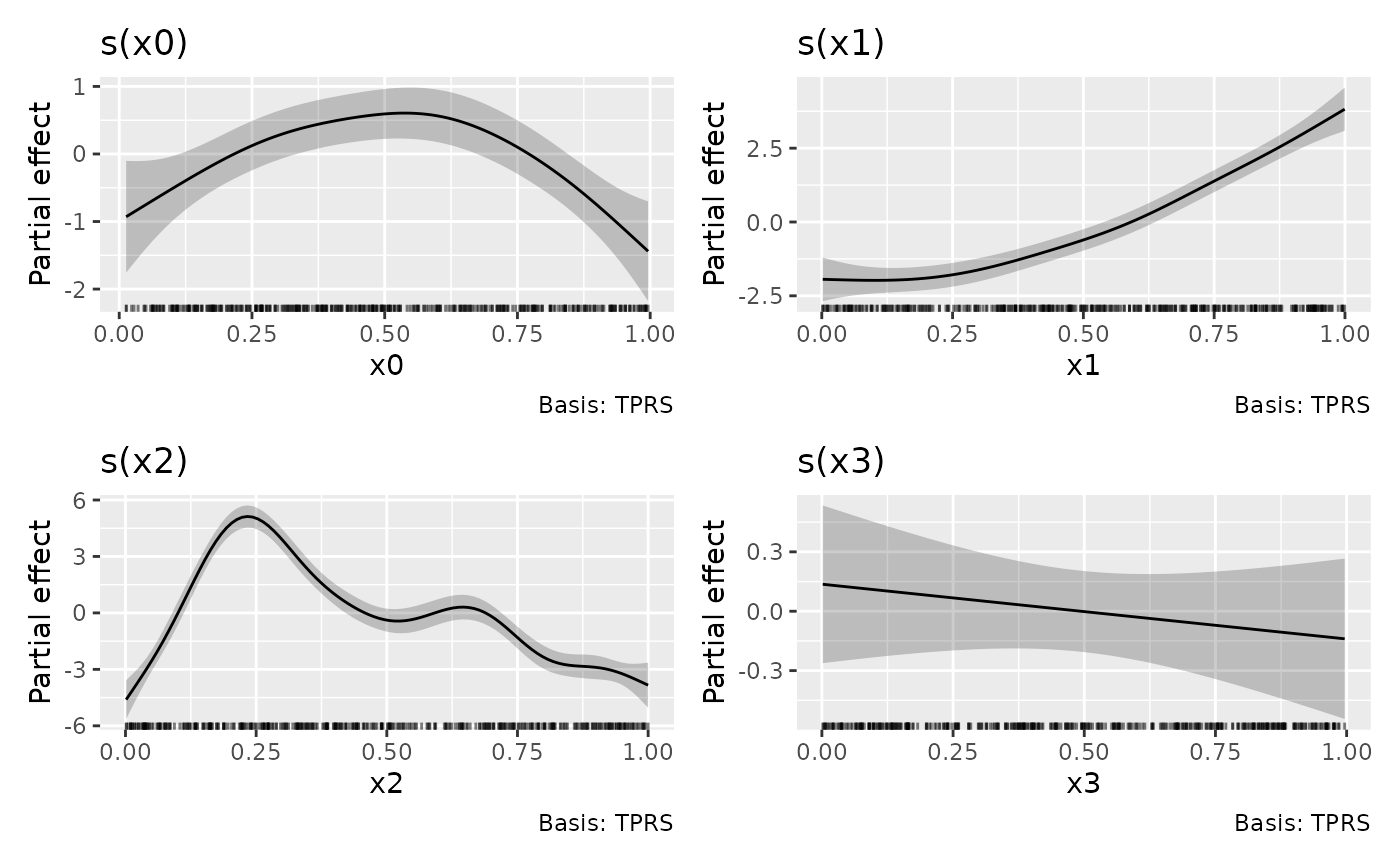 s(x0)
Partial effect
1
0
-1
-2
0.00 0.25 0.50 0.75 1.00
x0
Basis: TPRS
s(x1)
Partial effect
2.5
0.0
-2.5
0.00 0.25 0.50 0.75 1.00
x1
Basis: TPRS
s(x2)
Partial effect
6
3
0
-3
-6
0.00 0.25 0.50 0.75 1.00
x2
Basis: TPRS
s(x3)
Partial effect
0.3
0.0
-0.3
0.00 0.25 0.50 0.75 1.00
x3
Basis: TPRS